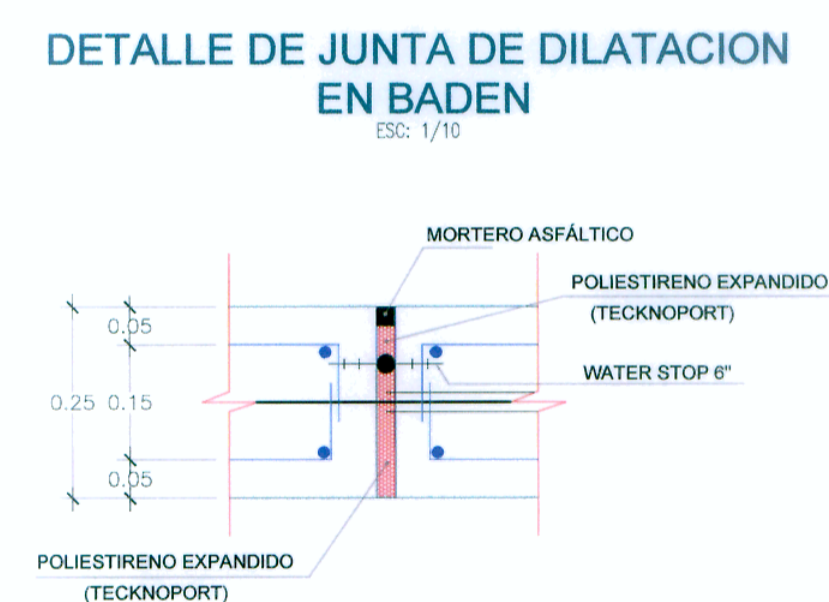 DETALLE DE JUNTA DE DILATACION
EN BADEN
ESC: 1/10
MORTERO ASFÁLTICO
POLIESTIRENO EXPANDIDO
(TECKNOPORT)
0.05
WATER STOP 6"
0.25 0.15
0.05
POLIESTIRENO EXPANDIDO
(TECKNOPORT)